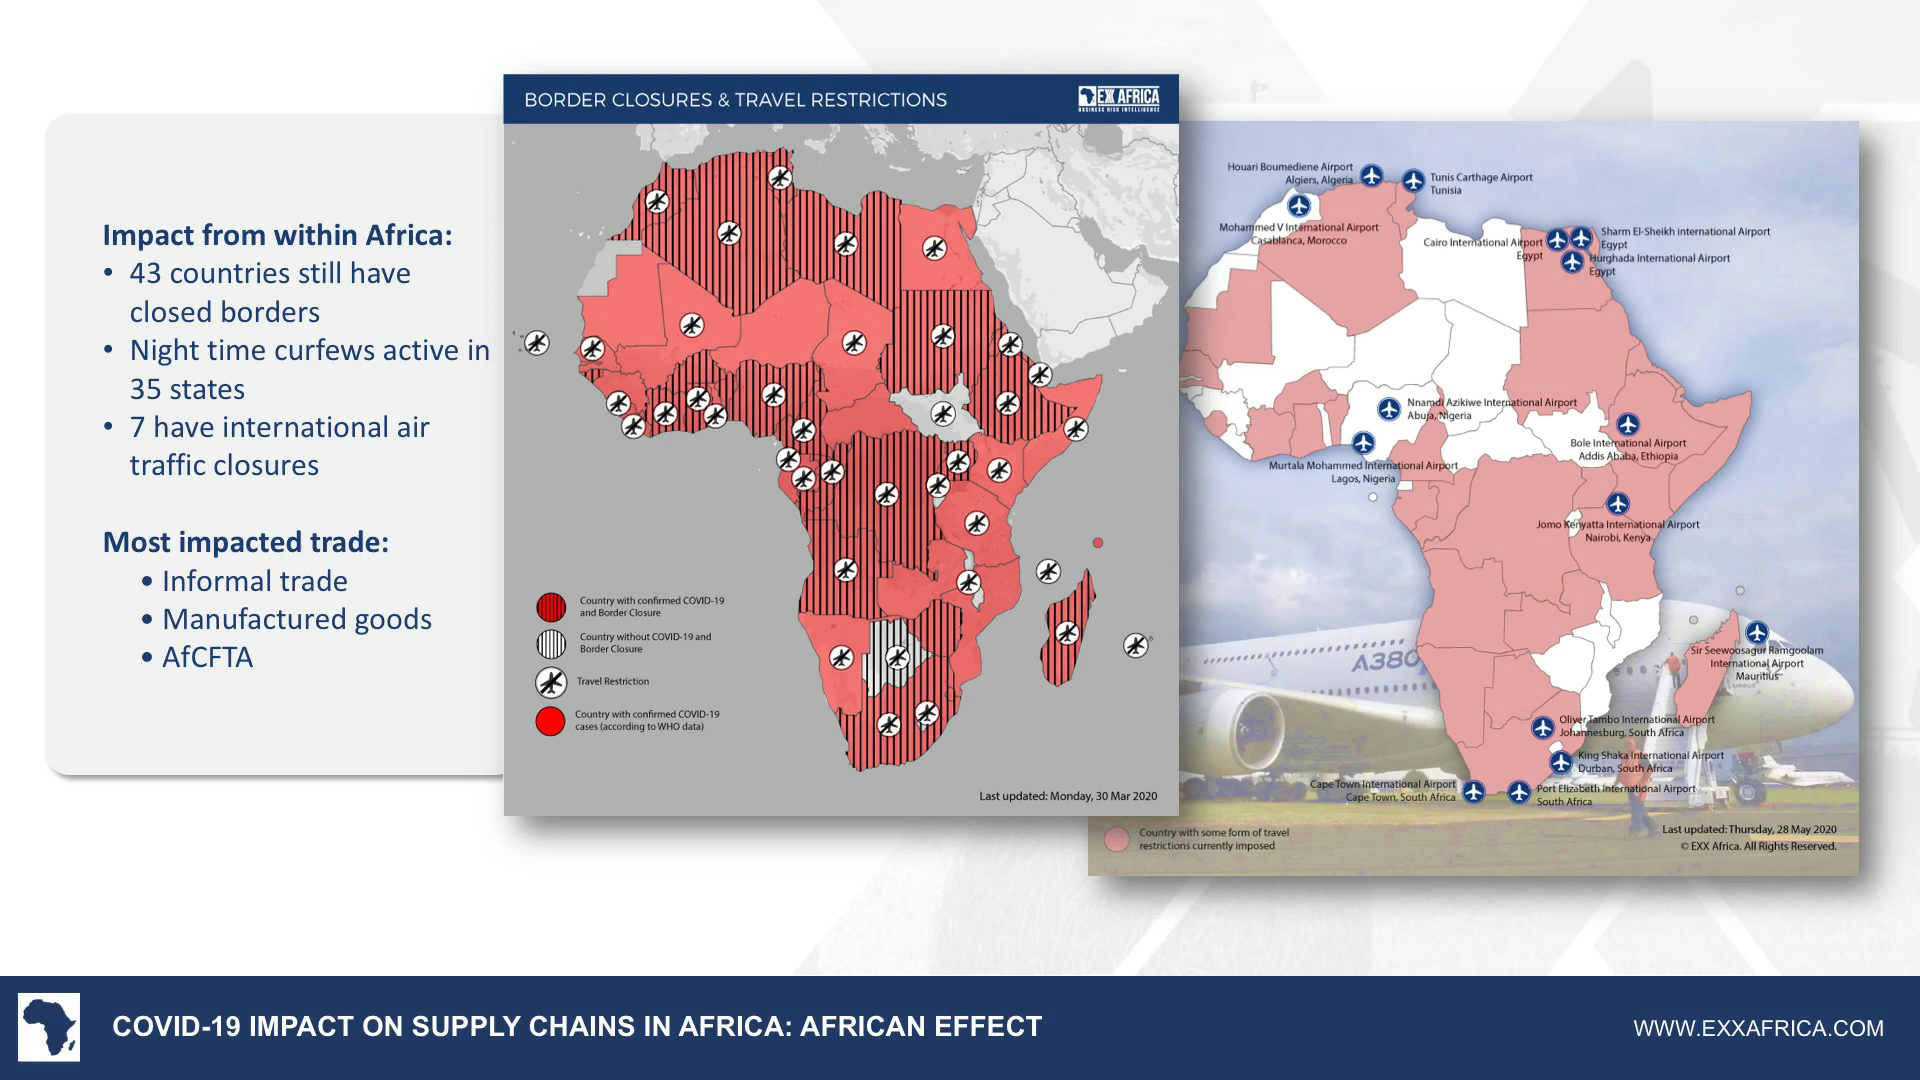 BORDER CLOSURES & TRAVEL RESTRICTIONS
EXX AFRICA
BUSINESS RISK INTELLIGENCE
Impact from within Africa:
• 43 countries still have
closed borders
• Night time curfews active in
35 states
• 7 have international air
traffic closures
Most impacted trade:
• Informal trade
• Manufactured goods
• AfCFTA
Country with confirmed COVID-19
and Border Closure
Country without COVID-19 and
Border Closure
Travel Restriction
Country with confirmed COVID-19
cases (according to WHO data)
Last updated: Monday, 30 Mar 2020
Houari Boumediene Airport
Algiers, Algeria
Tunis Carthage Airport
Tunisia
Mohammed V International Airport
Casablanca, Morocco
Cairo International Airport
Egypt
Sharm El-Sheikh international Airport
Egypt
Hurghada International Airport
Egypt
Nnamdi Azikiwe International Airport
Abuja, Nigeria
Murtala Mohammed International Airport
Lagos, Nigeria
Bole International Airport
Addis Ababa, Ethiopia
Jomo Kenyatta International Airport
Nairobi, Kenya
A380
Sir Seewoosagur Ramgoolam
International Airport
Mauritius
Oliver Tambo International Airport
Johannesburg, South Africa
King Shaka International Airport
Durban, South Africa
Cape Town International Airport
Cape Town, South Africa
Port Elizabeth International Airport
South Africa
Country with some form of travel
restrictions currently imposed
Last updated: Thursday, 28 May 2020
© EXX Africa. All Rights Reserved.
COVID-19 IMPACT ON SUPPLY CHAINS IN AFRICA: AFRICAN EFFECT
WWW.EXXAFRICA.COM